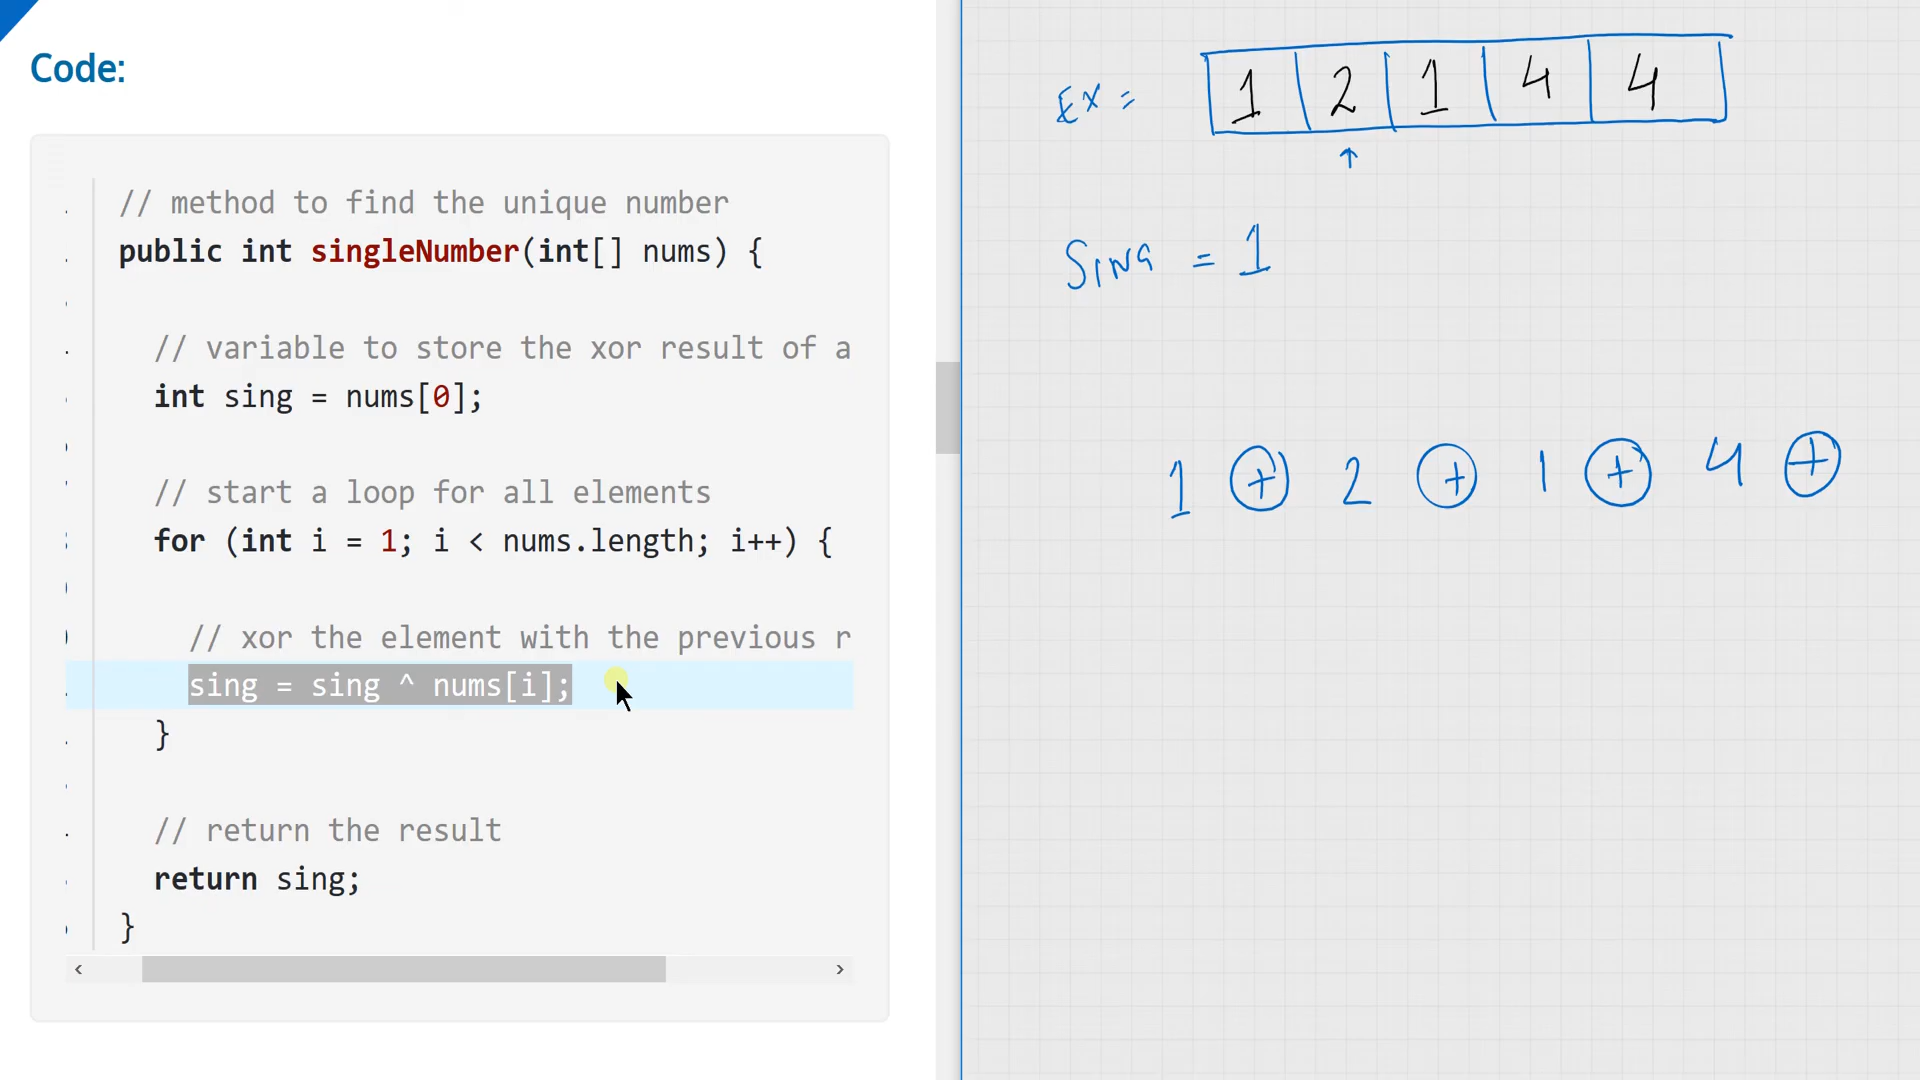 Code:
// method to find the unique number
public int singleNumber(int[] nums) {
// variable to store the xor result of a
int sing = nums[0];
// start a loop for all elements
for (int i = 1; i < nums.length; i++) {
// xor the element with the previous r
sing = sing ^ nums[i];
}
// return the result
return sing;
}
Ex = 1 2 1 4 4
↑
Sing = 1
1 ⊕ 2 ⊕ 1 ⊕ 4 ⊕